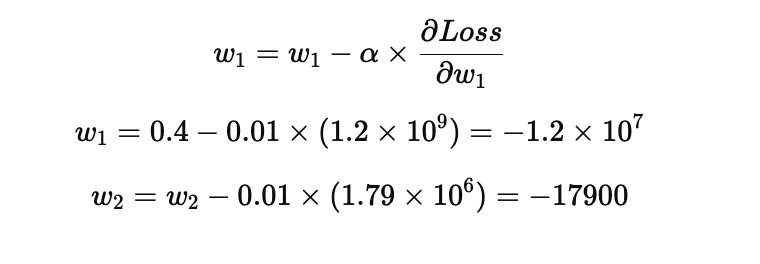 w₁ = w₁ − α × ∂Loss/∂w₁
w₁ = 0.4 − 0.01 × (1.2 × 10⁹) = −1.2 × 10⁷
w₂ = w₂ − 0.01 × (1.79 × 10⁶) = −17900